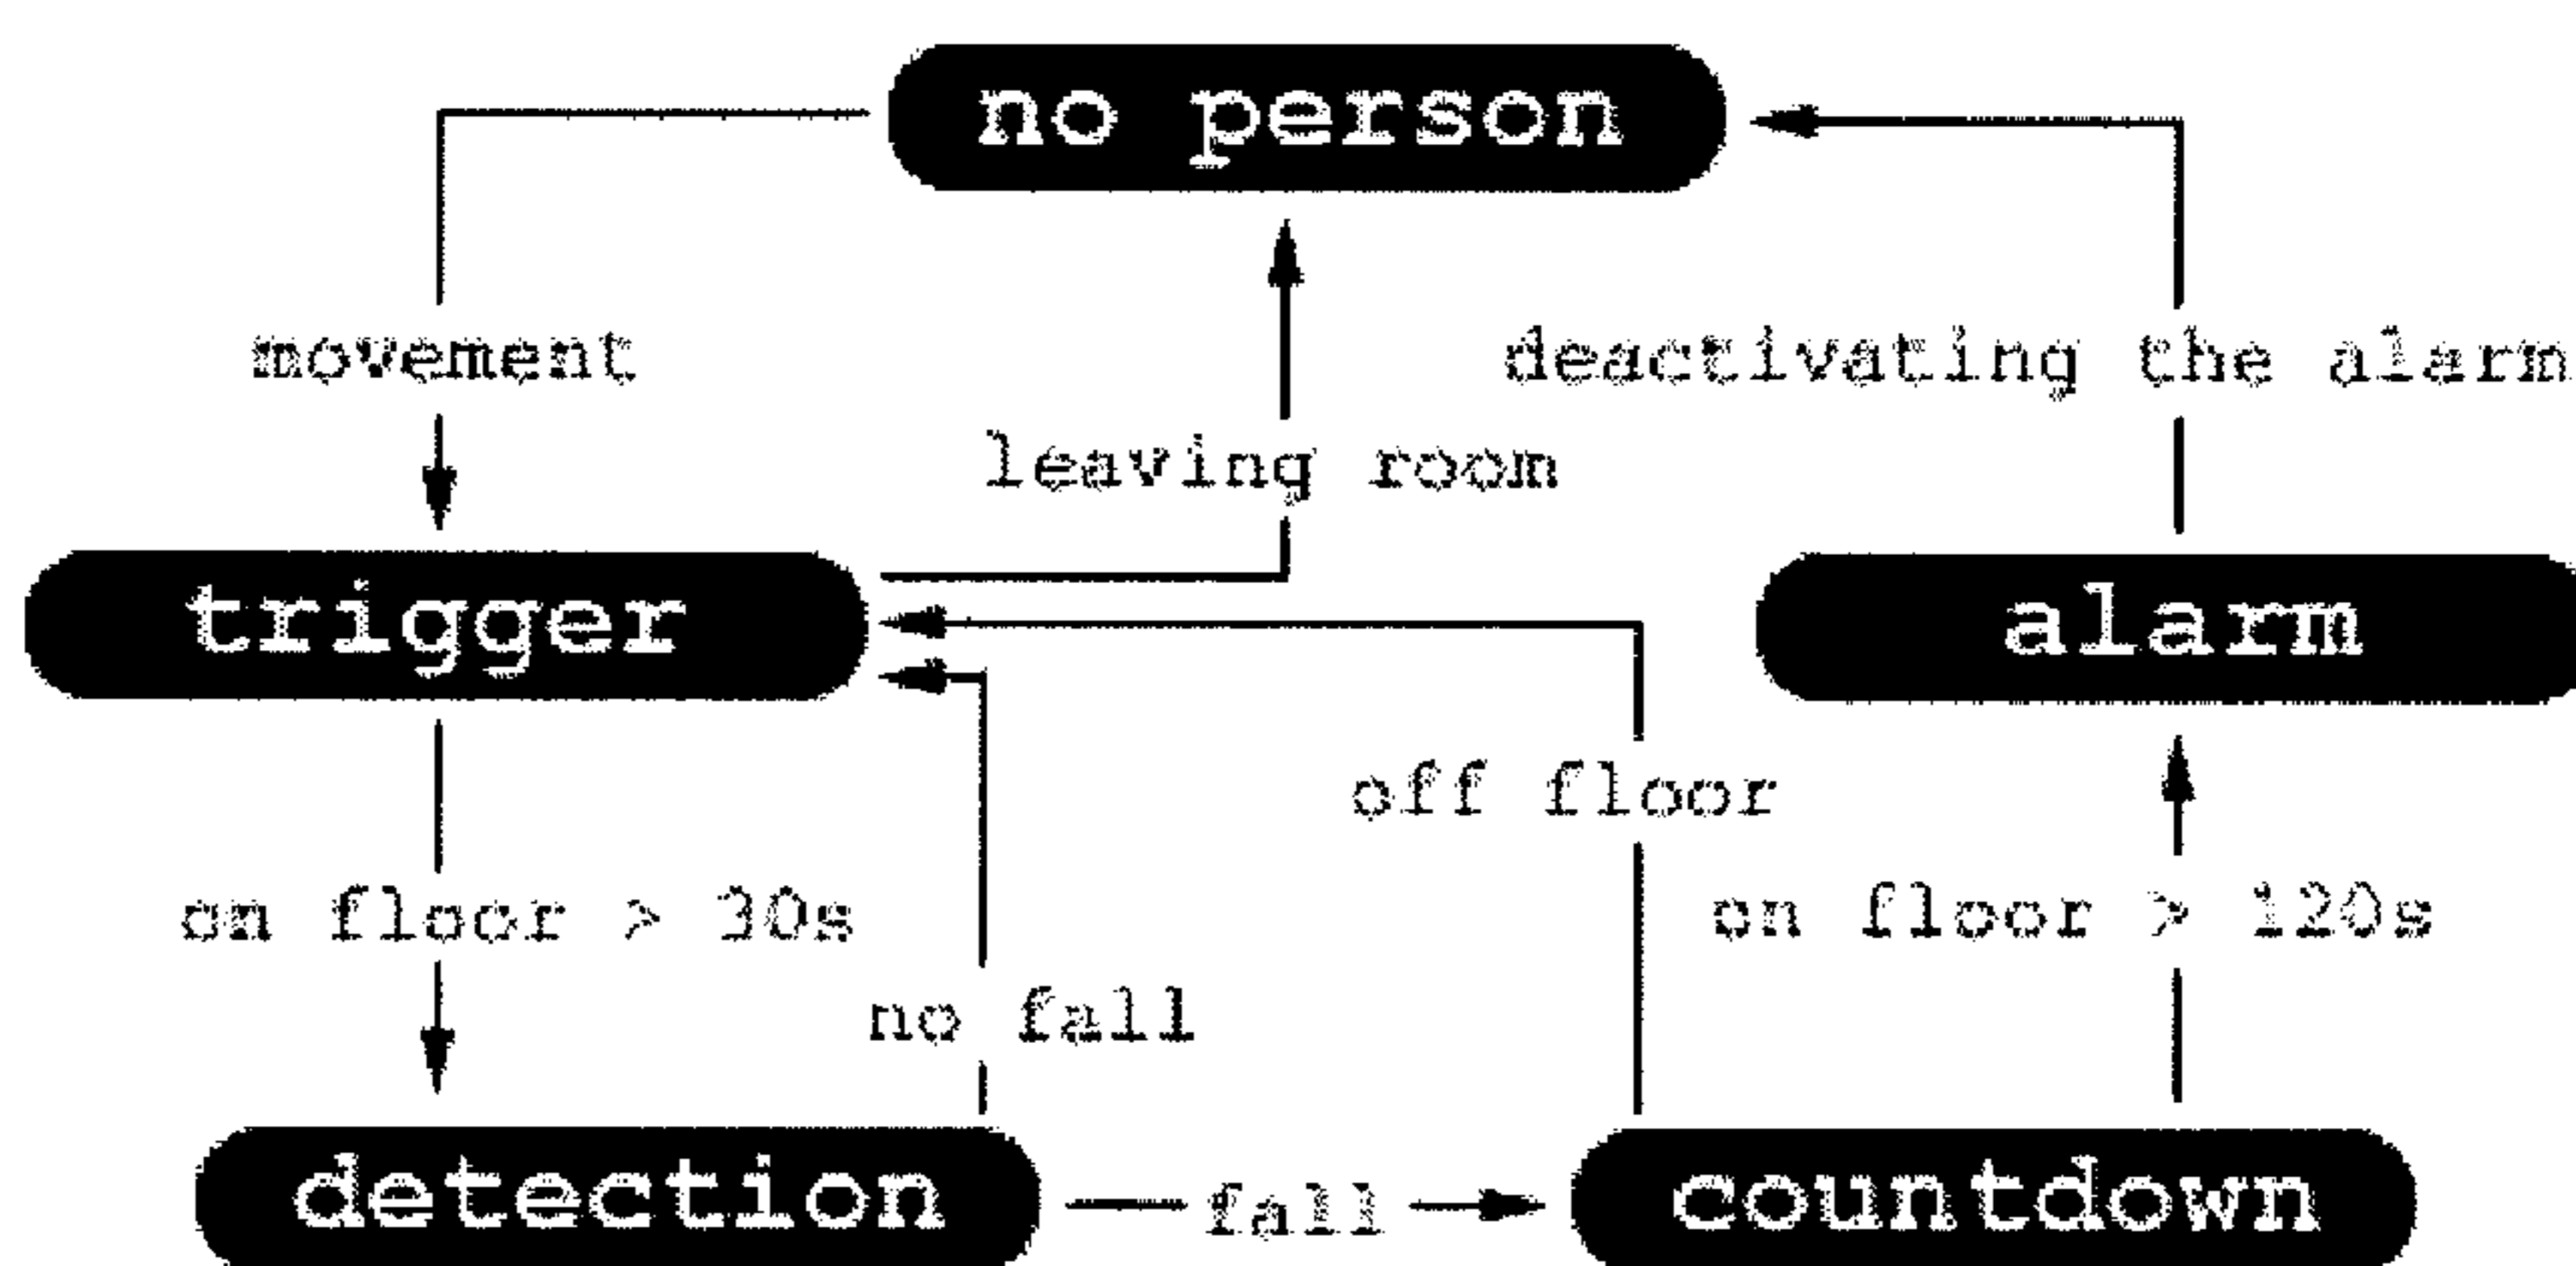 no person
movement
deactivating the alarm
leaving room
trigger
alarm
off floor
on floor > 30s
on floor > 120s
no fall
detection
fall
countdown